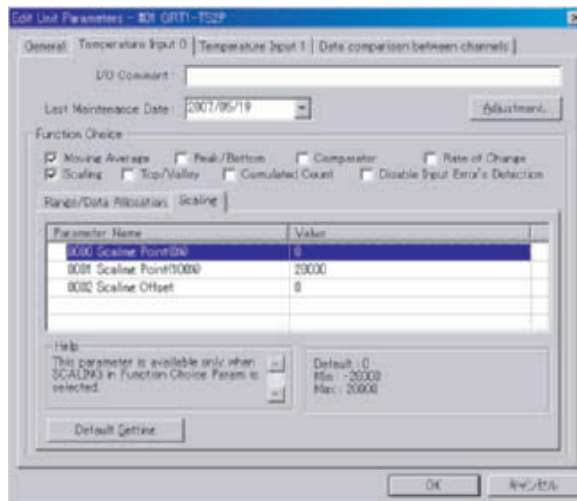 Edit Unit Parameters - #01 GRT1-TS2P
General Temperature Input 0 Temperature Input 1 Data comparison between channels
I/O Comment:
Last Maintenance Date: 2007/05/19 Adjustment.
Function Choice
Moving Average Peak/Bottom Comparator Rate of Change
Scaling Top/Valley Cumulated Count Disable Input Error's Detection
Range/Data Allocation Scaling
Parameter Name Value
0000 Scaling Point(0%) 0
0001 Scaling Point(100%)
0002 Scaling Offset 0
Help
This parameter is available only when
SCALING in Function Choice Param is
selected.
Default : 0
Min :
Max :
Default Setting
OK キャンセル